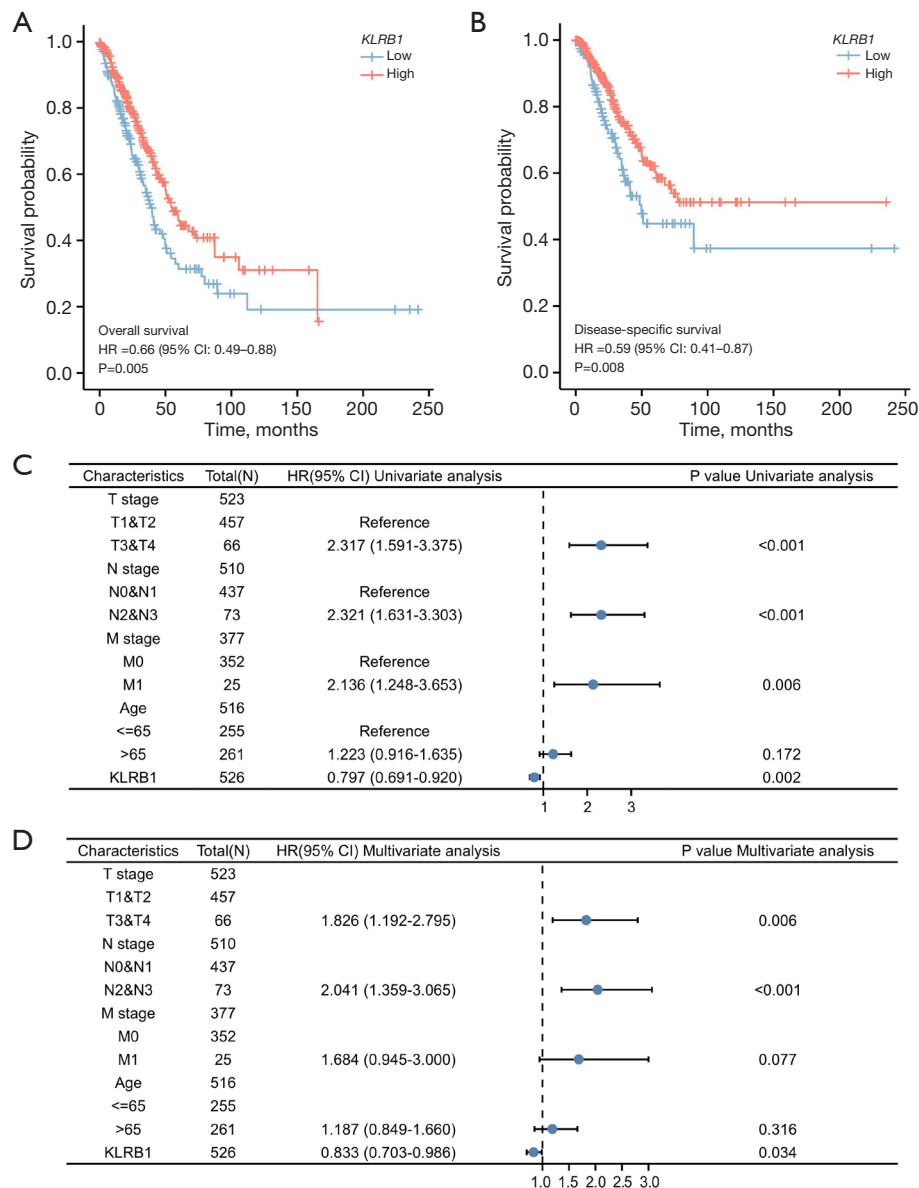 A
KLRB1
Low
High
Survival probability
1.0
0.8
0.6
0.4
0.2
0.0
Overall survival
HR =0.66 (95% CI: 0.49–0.88)
P=0.005
0 50 100 150 200 250
Time, months
B
KLRB1
Low
High
Survival probability
1.0
0.8
0.6
0.4
0.2
0.0
Disease-specific survival
HR =0.59 (95% CI: 0.41–0.87)
P=0.008
0 50 100 150 200 250
Time, months
C
Characteristics Total(N) HR(95% CI) Univariate analysis P value Univariate analysis
T stage 523
T1&T2 457 Reference
T3&T4 66 2.317 (1.591-3.375) <0.001
N stage 510
N0&N1 437 Reference
N2&N3 73 2.321 (1.631-3.303) <0.001
M stage 377
M0 352 Reference
M1 25 2.136 (1.248-3.653) 0.006
Age 516
<=65 255 Reference
>65 261 1.223 (0.916-1.635) 0.172
KLRB1 526 0.797 (0.691-0.920) 0.002
1 2 3
D
Characteristics Total(N) HR(95% CI) Multivariate analysis P value Multivariate analysis
T stage 523
T1&T2 457
T3&T4 66 1.826 (1.192-2.795) 0.006
N stage 510
N0&N1 437
N2&N3 73 2.041 (1.359-3.065) <0.001
M stage 377
M0 352
M1 25 1.684 (0.945-3.000) 0.077
Age 516
<=65 255
>65 261 1.187 (0.849-1.660) 0.316
KLRB1 526 0.833 (0.703-0.986) 0.034
1.0 1.5 2.0 2.5 3.0